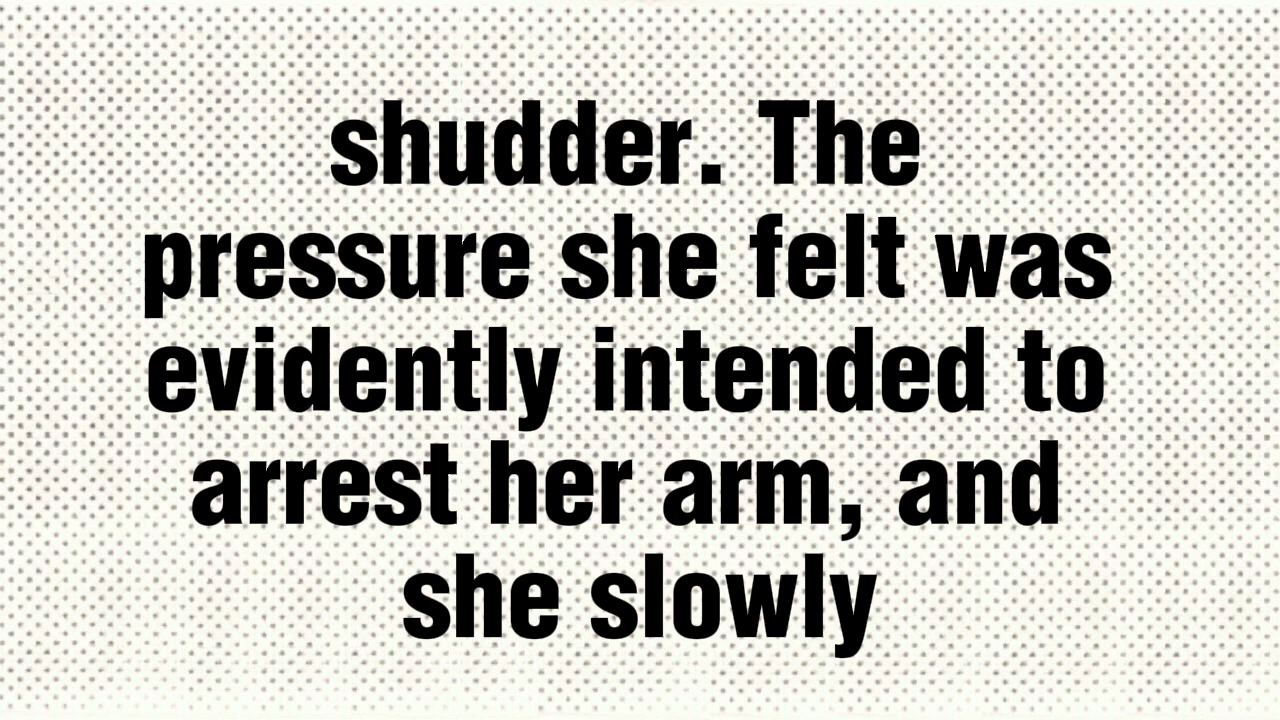 shudder. The
pressure she felt was
evidently intended to
arrest her arm, and
she slowly